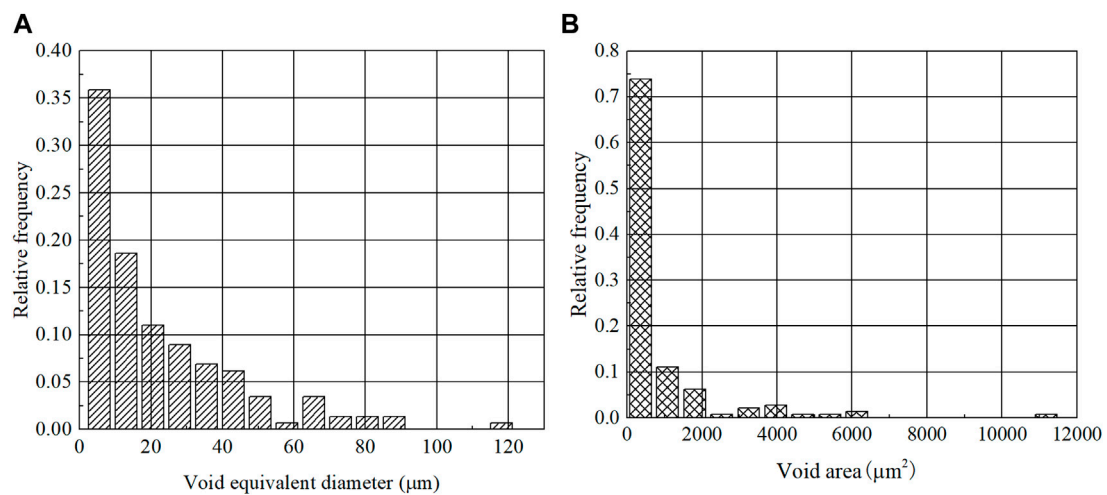 A
0.40
0.35
0.30
0.25
0.20
0.15
0.10
0.05
0.00
0 20 40 60 80 100 120
Relative frequency
Void equivalent diameter (μm)
B
0.8
0.7
0.6
0.5
0.4
0.3
0.2
0.1
0.0
0 2000 4000 6000 8000 10000 12000
Relative frequency
Void area (μm²)